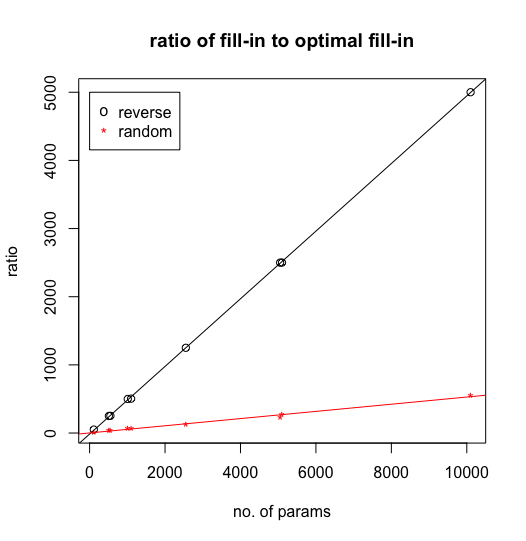 ratio of fill-in to optimal fill-in
o reverse
* random
ratio
5000
4000
3000
2000
1000
0
0 2000 4000 6000 8000 10000
no. of params